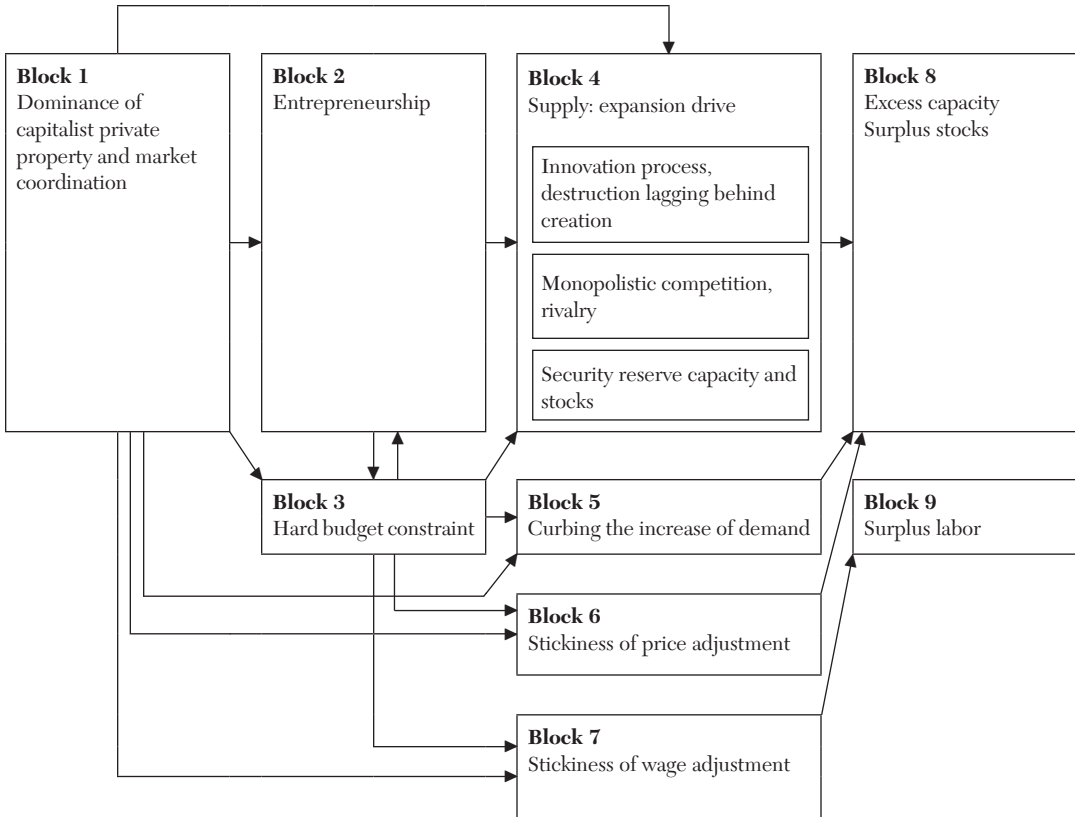 Block 1
Dominance of
capitalist private
property and market
coordination
Block 2
Entrepreneurship
Block 4
Supply: expansion drive
Innovation process,
destruction lagging behind
creation
Monopolistic competition,
rivalry
Security reserve capacity and
stocks
Block 8
Excess capacity
Surplus stocks
Block 3
Hard budget constraint
Block 5
Curbing the increase of demand
Block 9
Surplus labor
Block 6
Stickiness of price adjustment
Block 7
Stickiness of wage adjustment